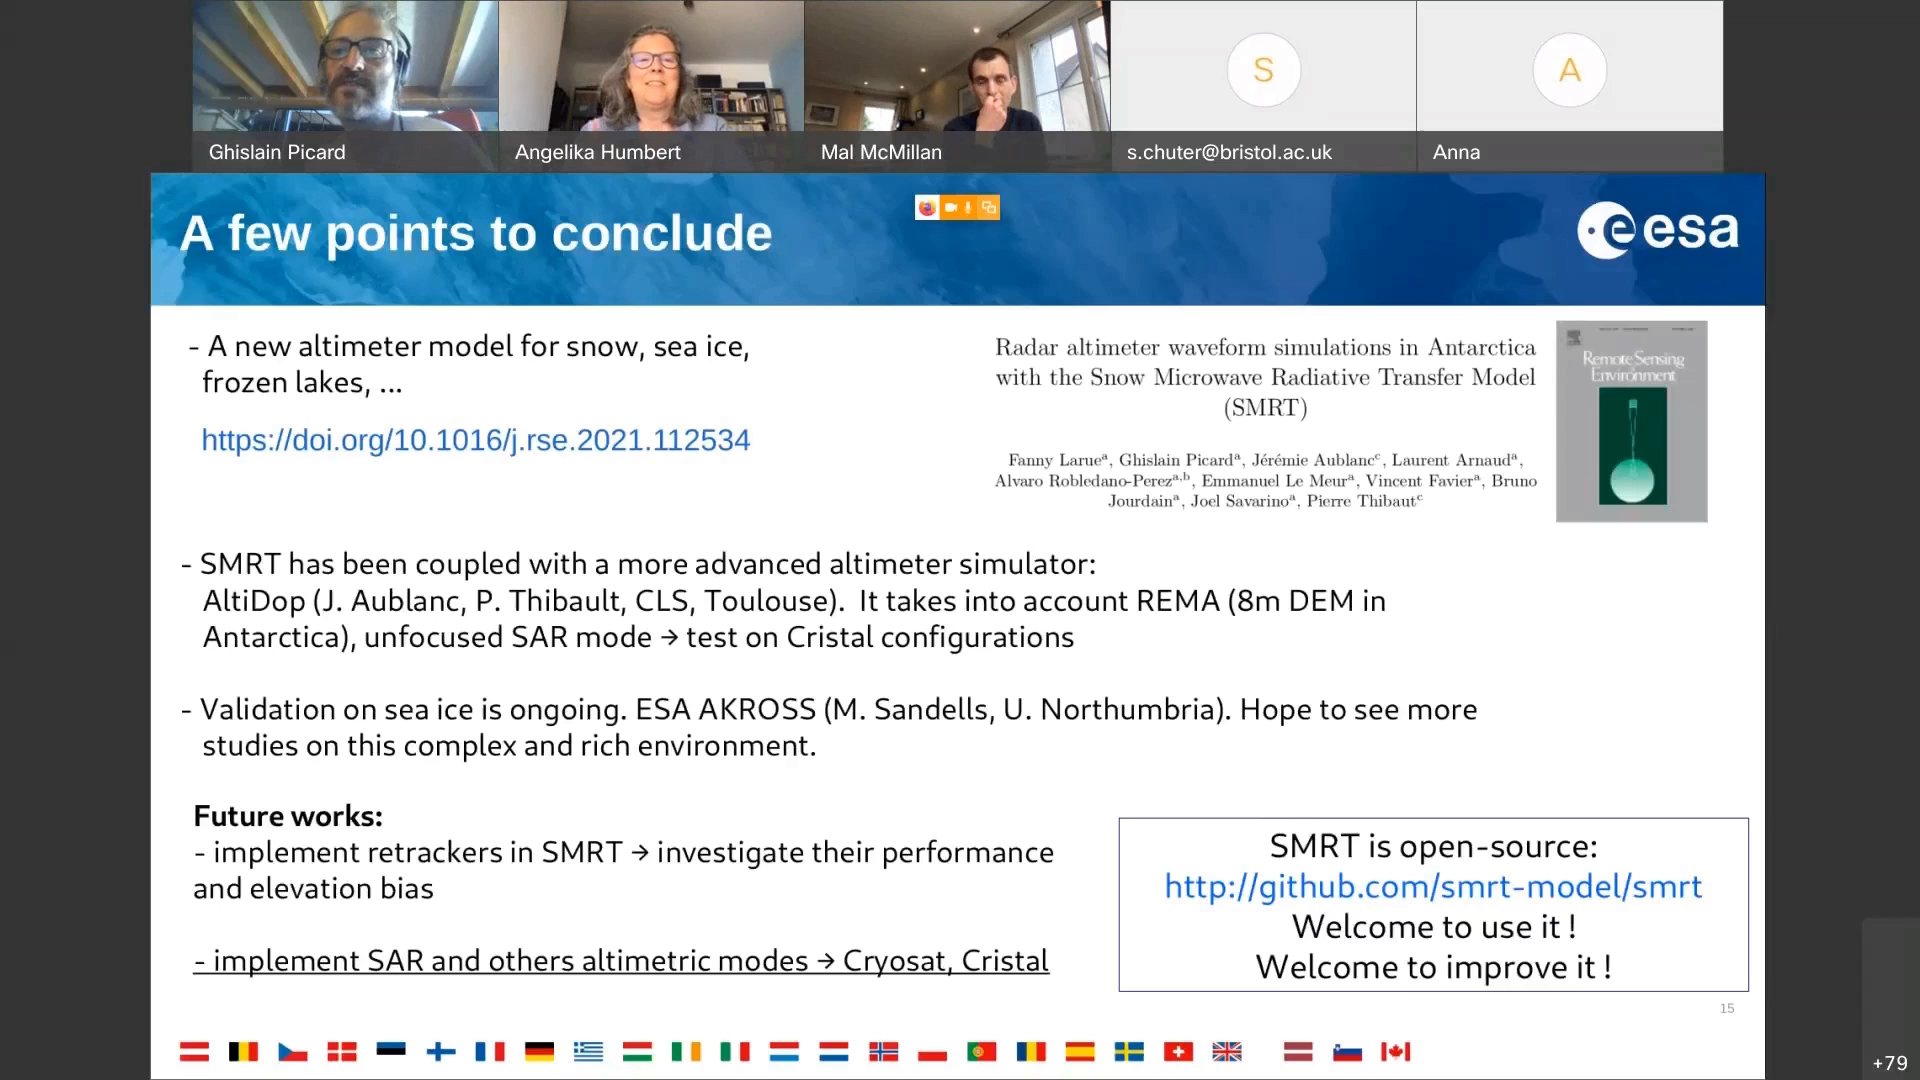 S
A
Ghislain Picard
Angelika Humbert
Mal McMillan
s.chuter@bristol.ac.uk
Anna
A few points to conclude
esa
- A new altimeter model for snow, sea ice,
frozen lakes, ...
https://doi.org/10.1016/j.rse.2021.112534
Radar altimeter waveform simulations in Antarctica
with the Snow Microwave Radiative Transfer Model
(SMRT)
Fanny Larueᵃ, Ghislain Picardᵃ, Jérémie Aublancᶜ, Laurent Arnaudᵃ,
Alvaro Robledano-Perezᵃ,ᵇ, Emmanuel Le Meurᵃ, Vincent Favierᵃ, Bruno
Jourdainᵃ, Joel Savarinoᵃ, Pierre Thibautᶜ
Remote Sensing
Environment
- SMRT has been coupled with a more advanced altimeter simulator:
AltiDop (J. Aublanc, P. Thibault, CLS, Toulouse). It takes into account REMA (8m DEM in
Antarctica), unfocused SAR mode → test on Cristal configurations
- Validation on sea ice is ongoing. ESA AKROSS (M. Sandells, U. Northumbria). Hope to see more
studies on this complex and rich environment.
Future works:
- implement retrackers in SMRT → investigate their performance
and elevation bias
- implement SAR and others altimetric modes → Cryosat, Cristal
SMRT is open-source:
http://github.com/smrt-model/smrt
Welcome to use it !
Welcome to improve it !
15
+79